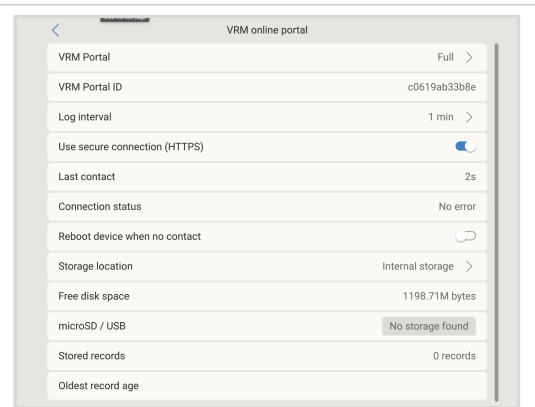 VRM online portal
VRM Portal Full
VRM Portal ID c0619ab33b8e
Log interval 1 min
Use secure connection (HTTPS)
Last contact 2s
Connection status No error
Reboot device when no contact
Storage location Internal storage
Free disk space 1198.71M bytes
microSD / USB No storage found
Stored records 0 records
Oldest record age